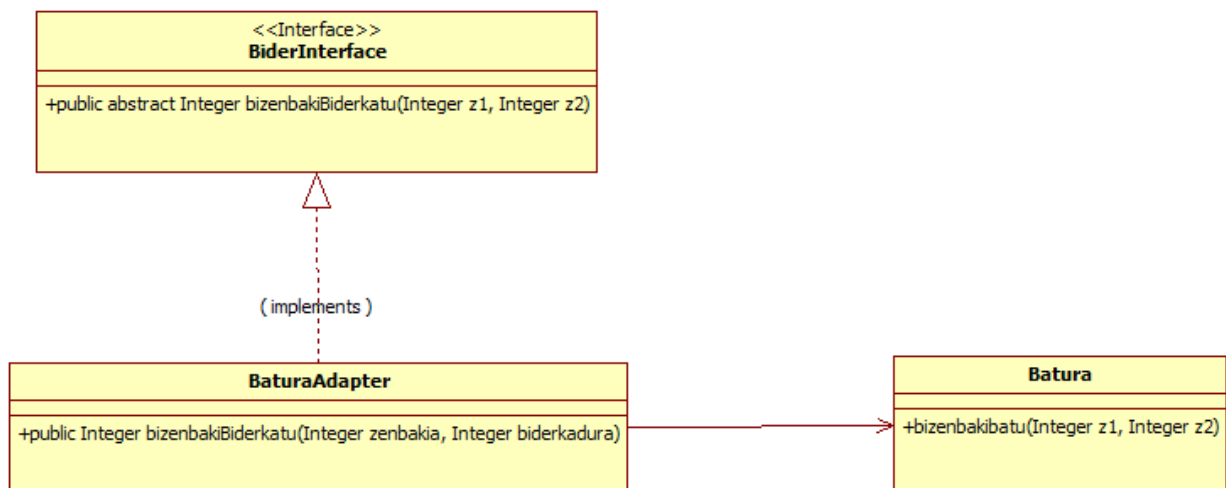 <<Interface>>
BiderInterface
+public abstract Integer bizenbakiBiderkatu(Integer z1, Integer z2)
( implements )
BaturaAdapter
+public Integer bizenbakiBiderkatu(Integer zenbakia, Integer biderkadura)
Batura
+bizenbakibatu(Integer z1, Integer z2)